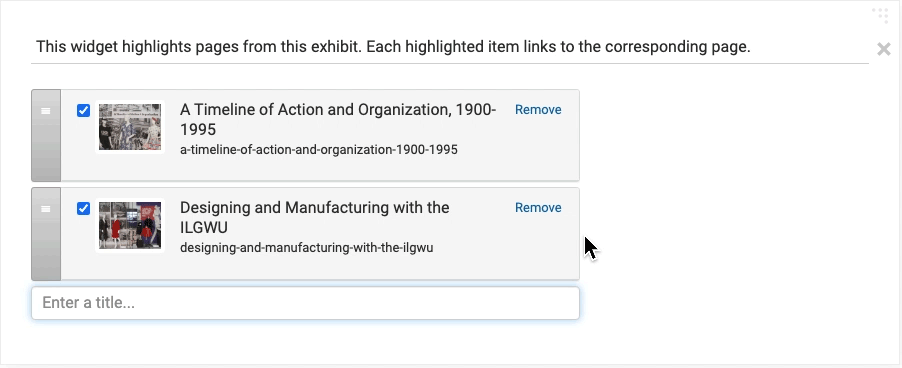 This widget highlights pages from this exhibit. Each highlighted item links to the corresponding page.
A Timeline of Action and Organization, 1900-
1995
a-timeline-of-action-and-organization-1900-1995
Remove
Designing and Manufacturing with the
ILGWU
designing-and-manufacturing-with-the-ilgwu
Remove
Enter a title...